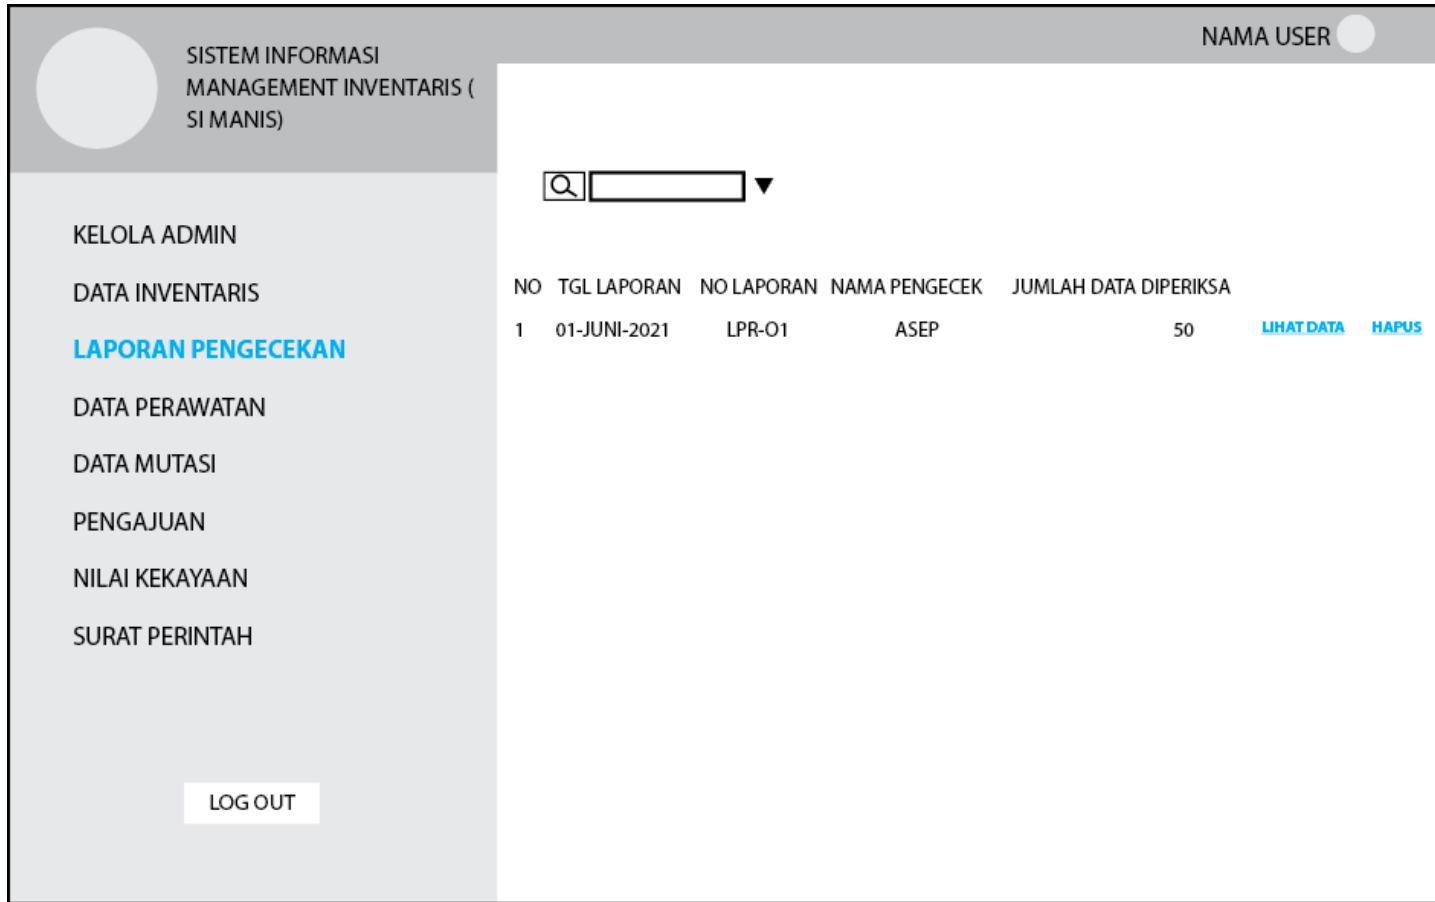 NAMA USER
SISTEM INFORMASI
MANAGEMENT INVENTARIS (
SI MANIS)
KELOLA ADMIN
DATA INVENTARIS
LAPORAN PENGECEKAN
DATA PERAWATAN
DATA MUTASI
PENGAJUAN
NILAI KEKAYAAN
SURAT PERINTAH
LOG OUT
NO TGL LAPORAN NO LAPORAN NAMA PENGECEK JUMLAH DATA DIPERIKSA
1 01-JUNI-2021 LPR-O1 ASEP 50 LIHAT DATA HAPUS